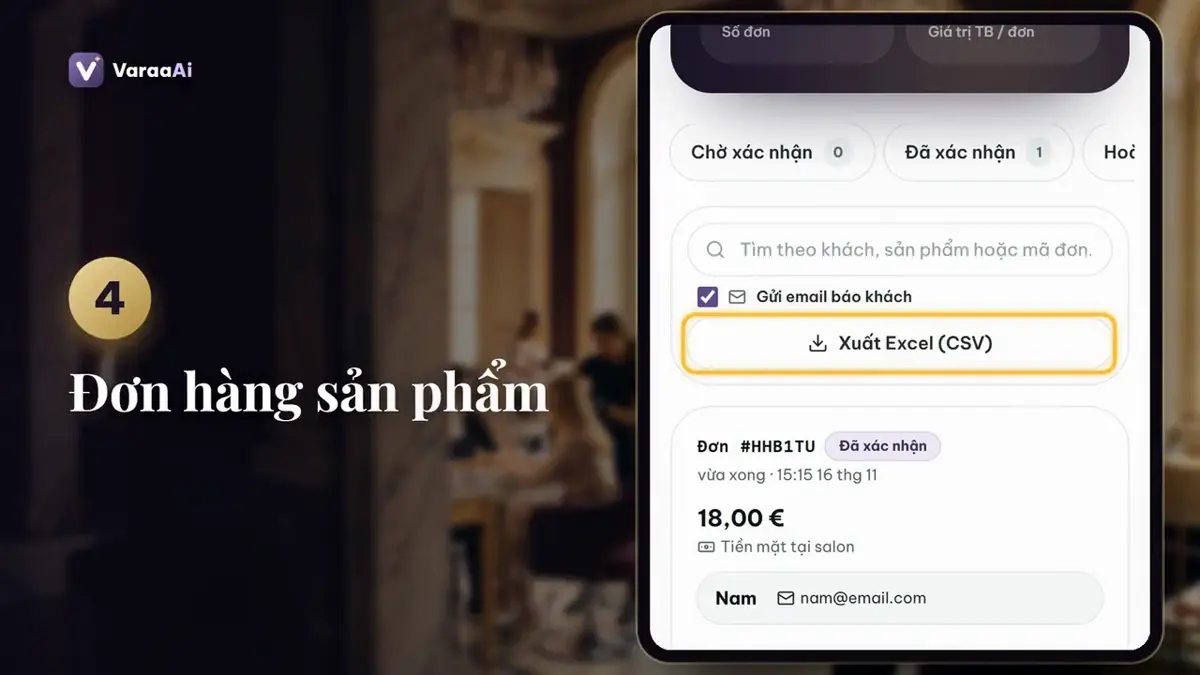 VaraaAi
4
Đơn hàng sản phẩm
Số đơn
Giá trị TB / đơn
Chờ xác nhận 0
Đã xác nhận 1
Hoà
Tìm theo khách, sản phẩm hoặc mã đơn.
Gửi email báo khách
Xuất Excel (CSV)
Đơn #HHB1TU Đã xác nhận
vừa xong · 15:15 16 thg 11
18,00 €
Tiền mặt tại salon
Nam nam@email.com